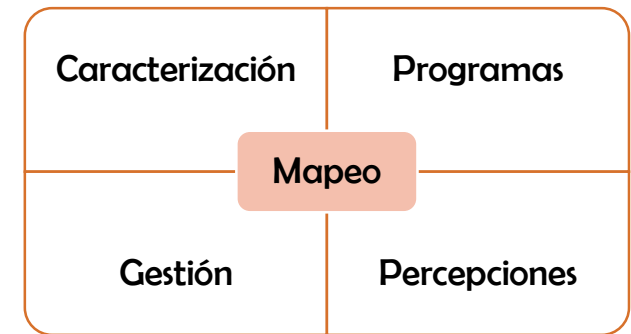 Caracterización
Programas
Mapeo
Gestión
Percepciones